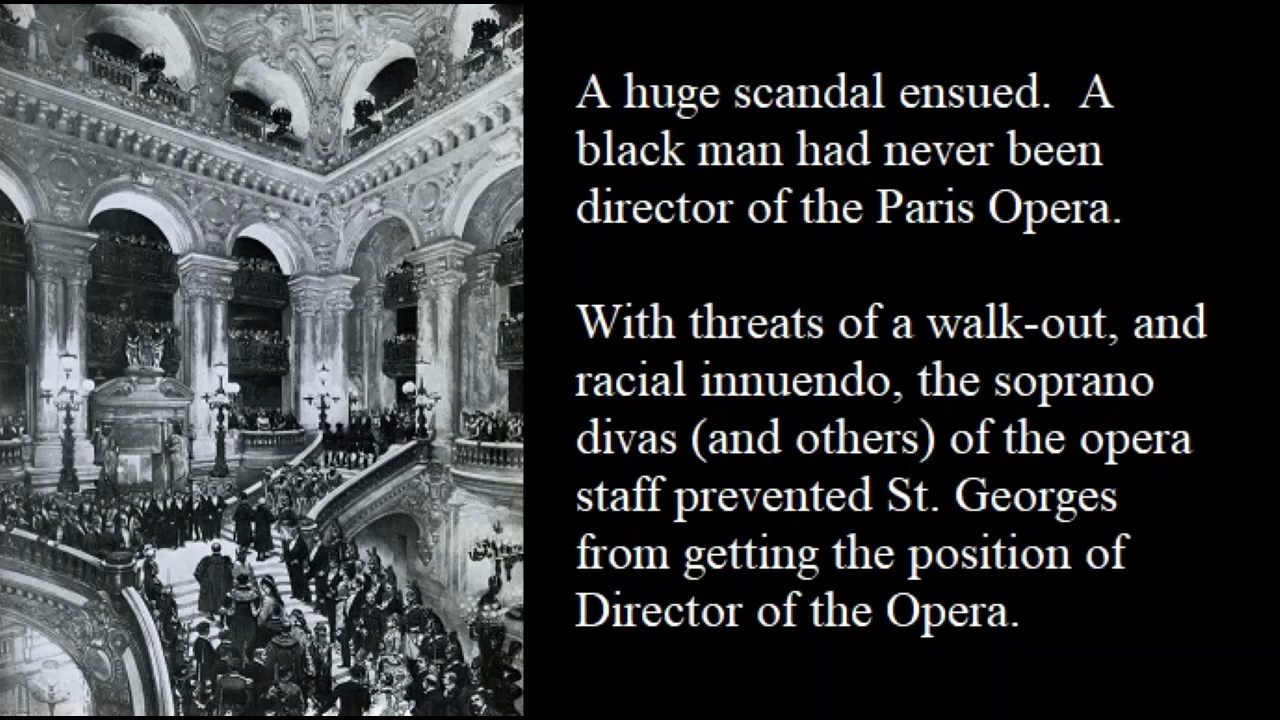 A huge scandal ensued.  A
black man had never been
director of the Paris Opera.
With threats of a walk-out, and
racial innuendo, the soprano
divas (and others) of the opera
staff prevented St. Georges
from getting the position of
Director of the Opera.